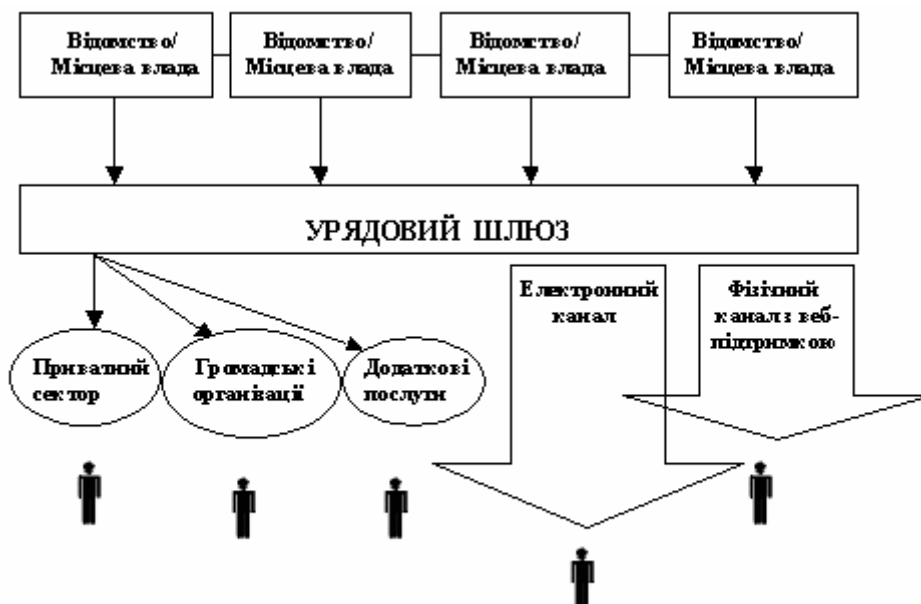 Відомство/
Місцева влада
Відомство/
Місцева влада
Відомство/
Місцева влада
Відомство/
Місцева влада
УРЯДОВИЙ ШЛЮЗ
Електронний
канал
Фізичний
канал з веб-
підтримкою
Приватний
сектор
Громадські
організації
Додаткові
послуги